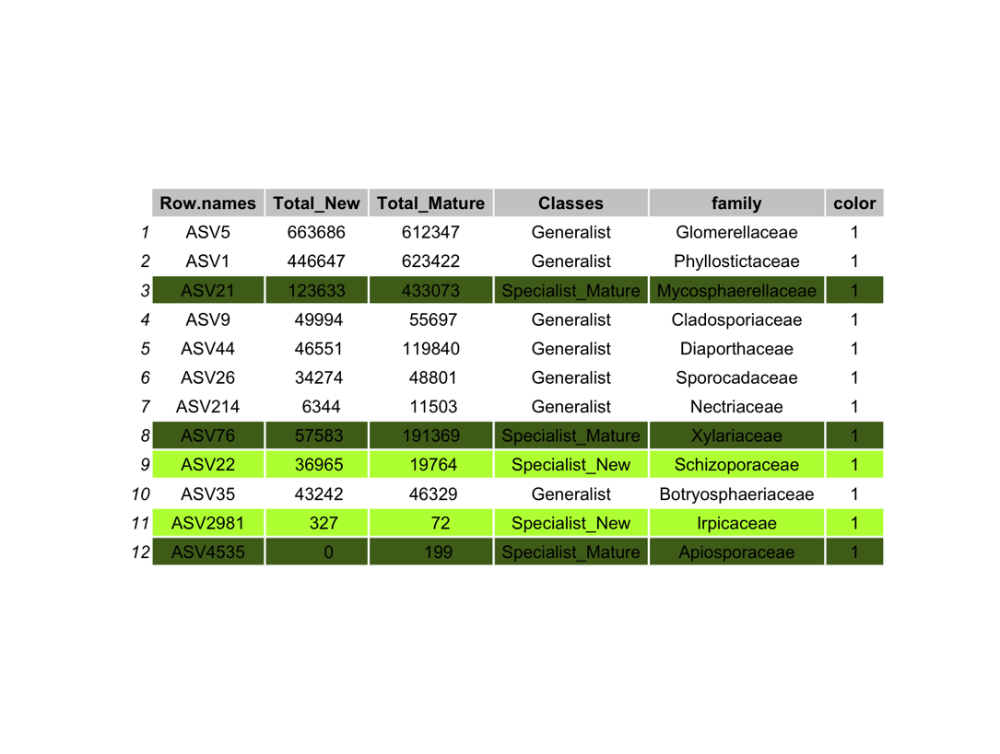 Row.names Total_New Total_Mature Classes family color
1 ASV5 663686 612347 Generalist Glomerellaceae 1
2 ASV1 446647 623422 Generalist Phyllostictaceae 1
3 ASV21 123633 433073 Specialist_Mature Mycosphaerellaceae 1
4 ASV9 49994 55697 Generalist Cladosporiaceae 1
5 ASV44 46551 119840 Generalist Diaporthaceae 1
6 ASV26 34274 48801 Generalist Sporocadaceae 1
7 ASV214 6344 11503 Generalist Nectriaceae 1
8 ASV76 57583 191369 Specialist_Mature Xylariaceae 1
9 ASV22 36965 19764 Specialist_New Schizoporaceae 1
10 ASV35 43242 46329 Generalist Botryosphaeriaceae 1
11 ASV2981 327 72 Specialist_New Irpicaceae 1
12 ASV4535 0 199 Specialist_Mature Apiosporaceae 1